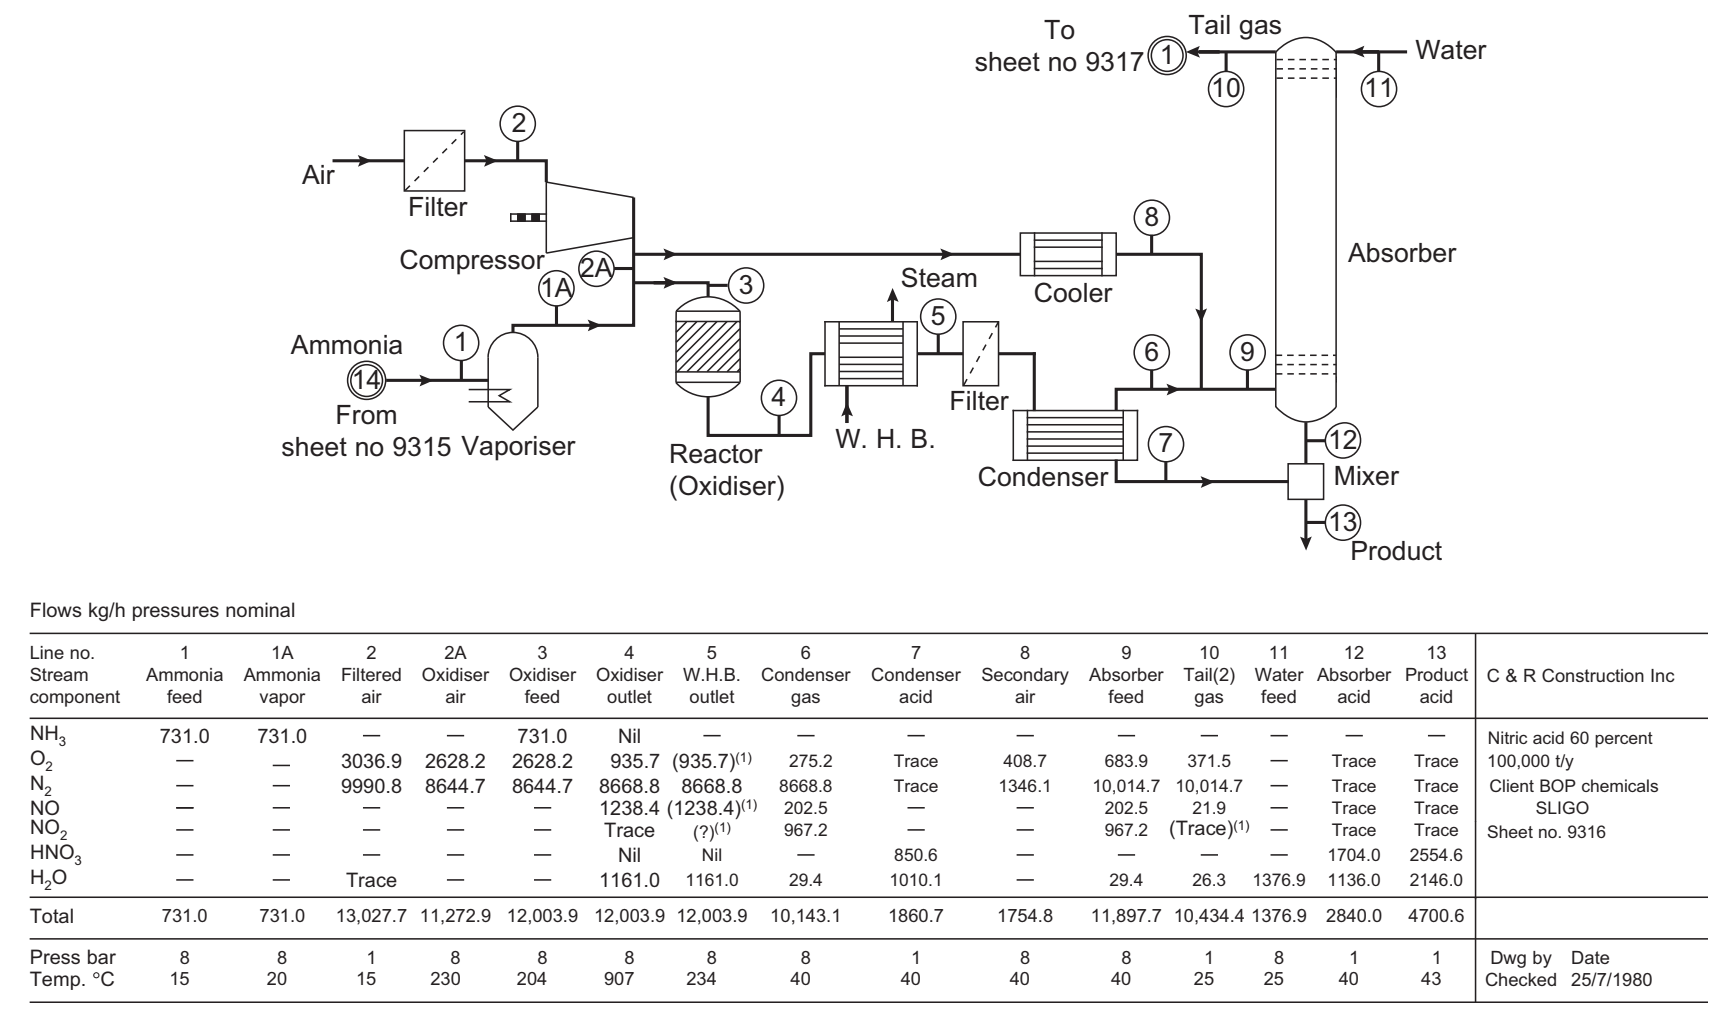 To
sheet no 9317
1
Tail gas
Water
10
11
2
Air
Filter
Compressor
2A
1A
3
8
Absorber
Cooler
Steam
5
Ammonia
1
14
From
sheet no 9315
Vaporiser
4
Reactor
(Oxidiser)
W. H. B.
Filter
6
9
Condenser
7
12
Mixer
13
Product
Flows kg/h pressures nominal
Line no. 1 1A 2 2A 3 4 5 6 7 8 9 10 11 12 13
Stream Ammonia Ammonia Filtered Oxidiser Oxidiser Oxidiser W.H.B. Condenser Condenser Secondary Absorber Tail(2) Water Absorber Product C & R Construction Inc
component feed vapor air air feed outlet outlet gas acid air feed gas feed acid acid
NH3 731.0 731.0 — — 731.0 Nil — — — — — — — — — Nitric acid 60 percent
O2 — — 3036.9 2628.2 2628.2 935.7 (935.7)(1) 275.2 Trace 408.7 683.9 371.5 — Trace Trace 100,000 t/y
N2 — — 9990.8 8644.7 8644.7 8668.8 8668.8 8668.8 Trace 1346.1 10,014.7 10,014.7 — Trace Trace Client BOP chemicals
NO — — — — — 1238.4 (1238.4)(1) 202.5 — — 202.5 21.9 — Trace Trace SLIGO
NO2 — — — — — Trace (?)(1) 967.2 — — 967.2 (Trace)(1) — Trace Trace Sheet no. 9316
HNO3 — — — — — Nil Nil — 850.6 — — — — 1704.0 2554.6
H2O — — Trace — — 1161.0 1161.0 29.4 1010.1 — 29.4 26.3 1376.9 1136.0 2146.0
Total 731.0 731.0 13,027.7 11,272.9 12,003.9 12,003.9 12,003.9 10,143.1 1860.7 1754.8 11,897.7 10,434.4 1376.9 2840.0 4700.6
Press bar 8 8 1 8 8 8 8 8 1 8 8 1 8 1 1 Dwg by Date
Temp. °C 15 20 15 230 204 907 234 40 40 40 40 25 25 40 43 Checked 25/7/1980